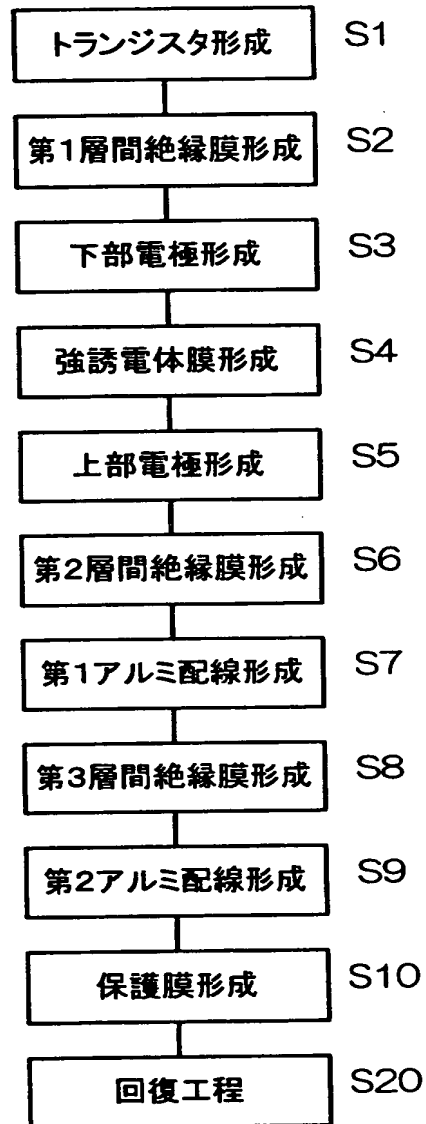 トランジスタ形成 S1
第1層間絶縁膜形成 S2
下部電極形成 S3
強誘電体膜形成 S4
上部電極形成 S5
第2層間絶縁膜形成 S6
第1アルミ配線形成 S7
第3層間絶縁膜形成 S8
第2アルミ配線形成 S9
保護膜形成 S10
回復工程 S20